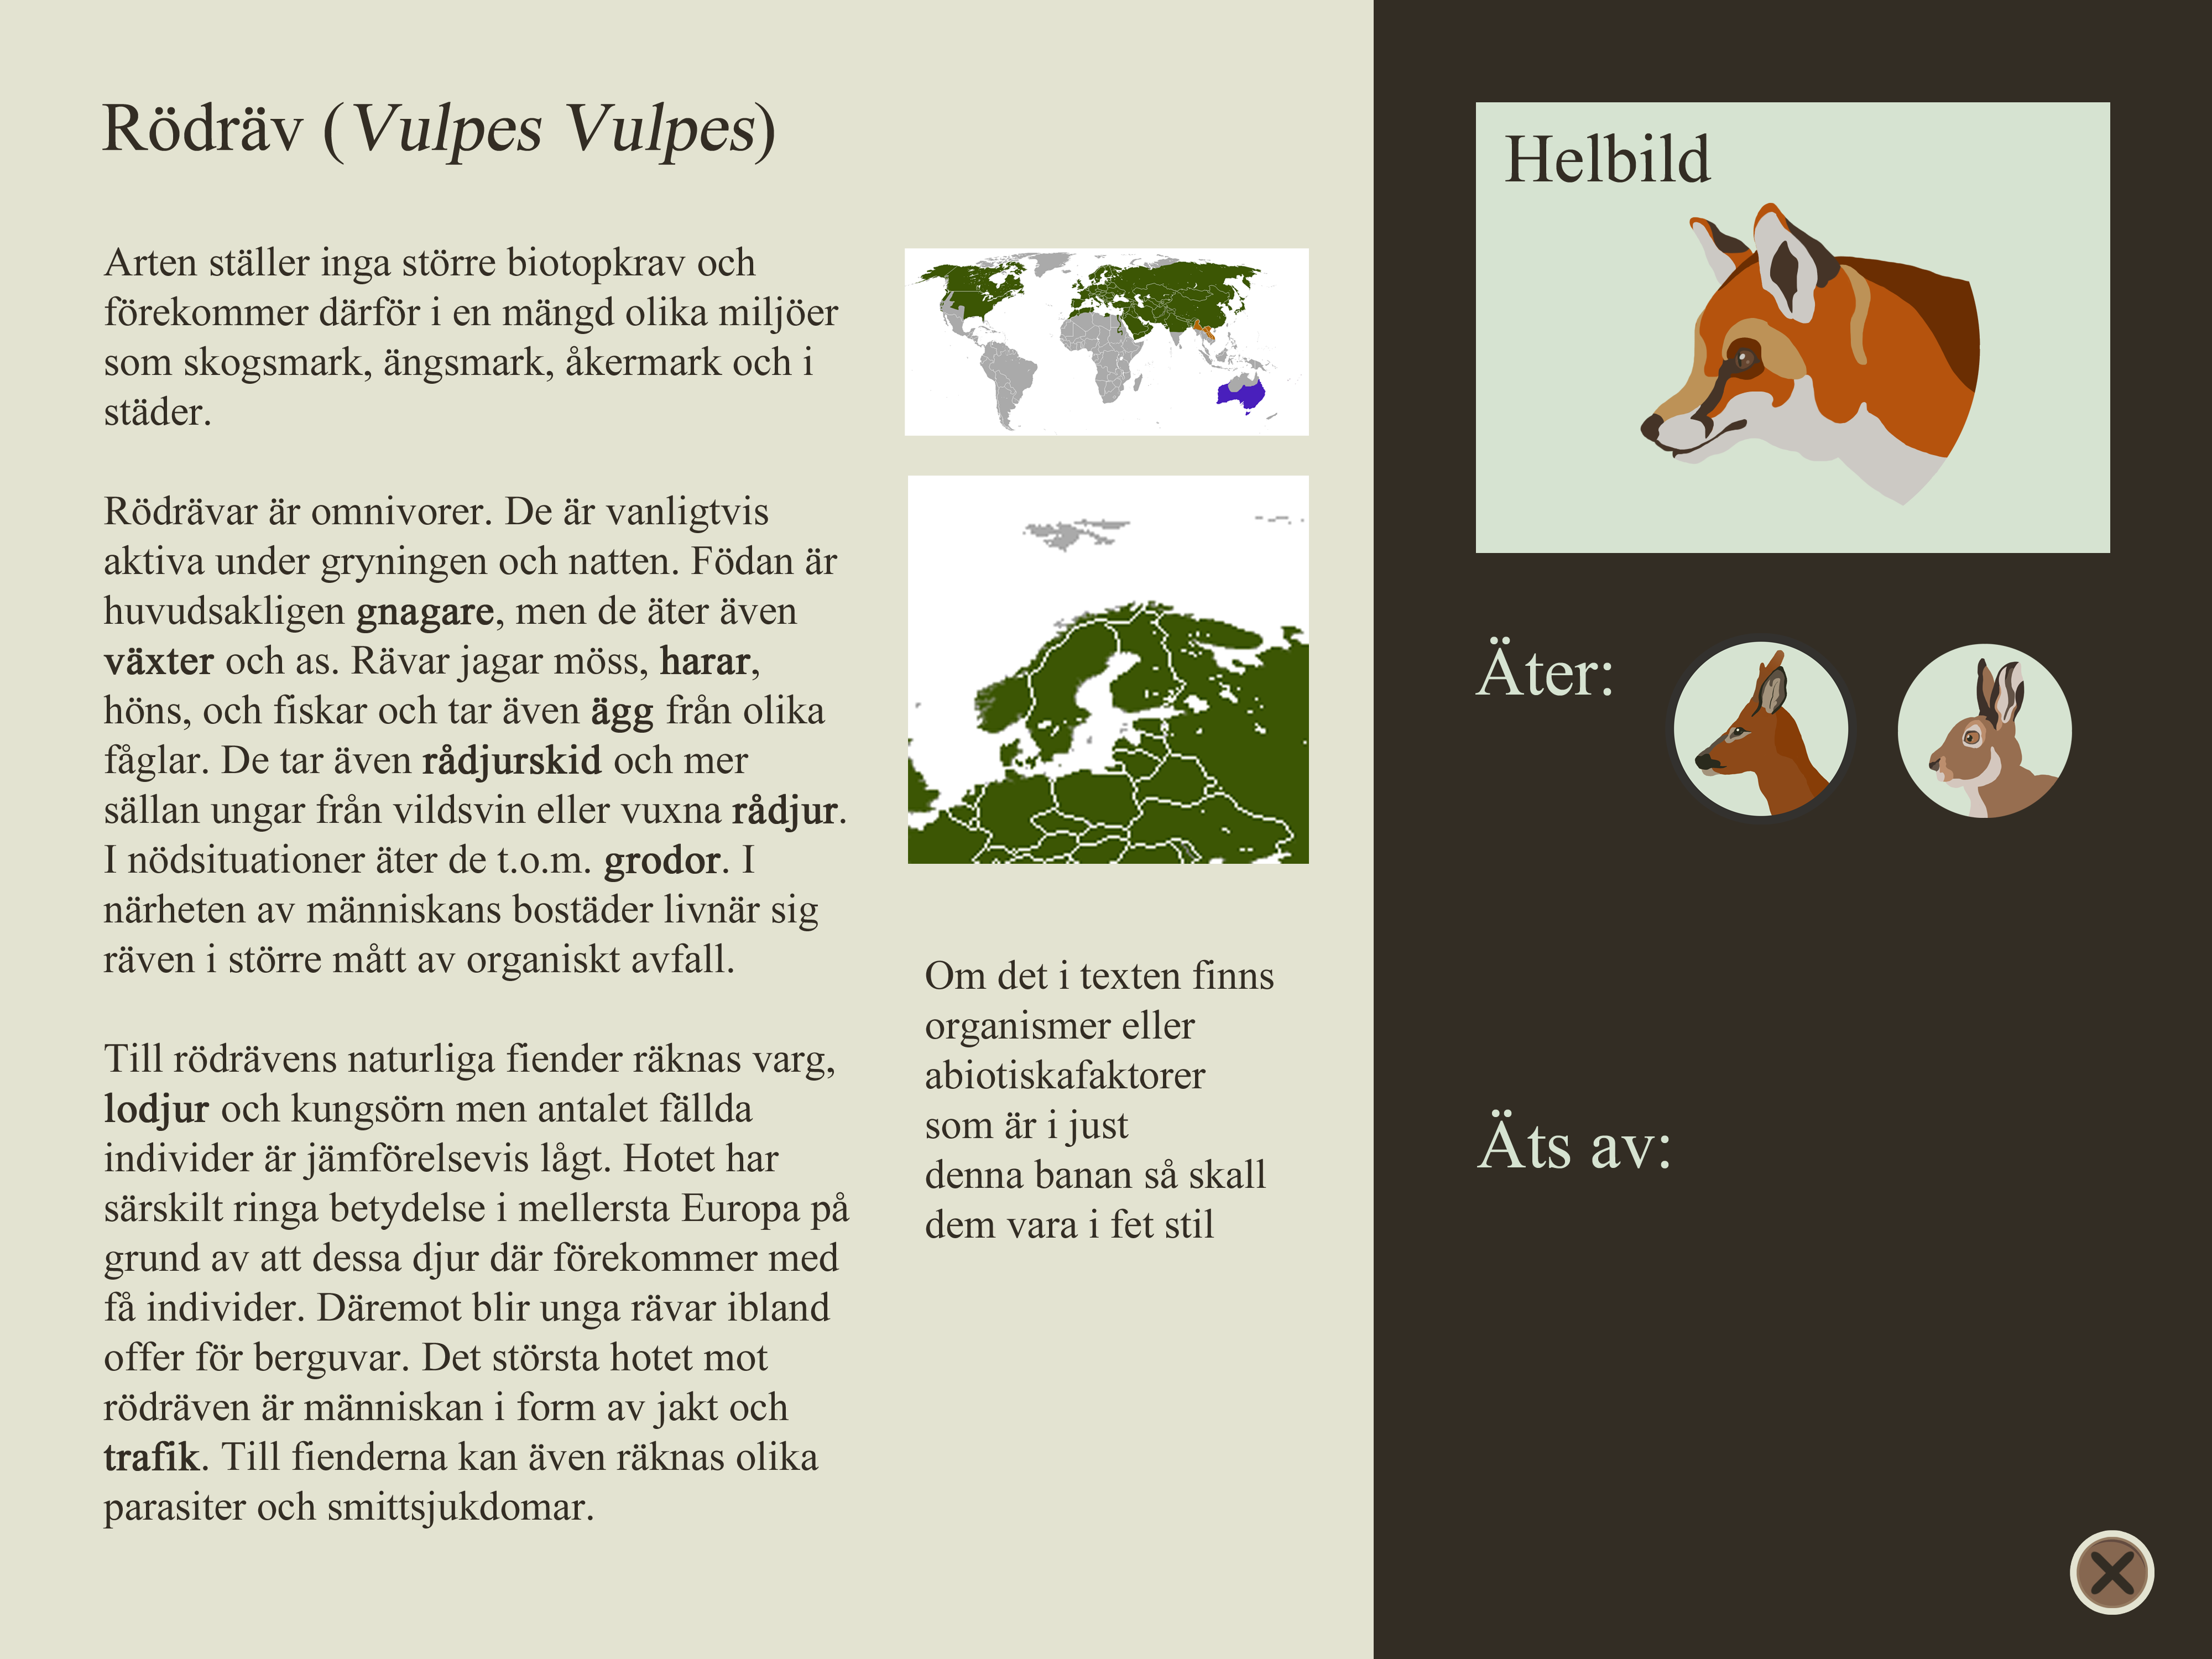 Rödräv (Vulpes Vulpes)
Arten ställer inga större biotopkrav och
förekommer därför i en mängd olika miljöer
som skogsmark, ängsmark, åkermark och i
städer.
Rödrävar är omnivorer. De är vanligtvis
aktiva under gryningen och natten. Födan är
huvudsakligen gnagare, men de äter även
växter och as. Rävar jagar möss, harar,
höns, och fiskar och tar även ägg från olika
fåglar. De tar även rådjurskid och mer
sällan ungar från vildsvin eller vuxna rådjur.
I nödsituationer äter de t.o.m. grodor. I
närheten av människans bostäder livnär sig
räven i större mått av organiskt avfall.
Till rödrävens naturliga fiender räknas varg,
lodjur och kungsörn men antalet fällda
individer är jämförelsevis lågt. Hotet har
särskilt ringa betydelse i mellersta Europa på
grund av att dessa djur där förekommer med
få individer. Däremot blir unga rävar ibland
offer för berguvar. Det största hotet mot
rödräven är människan i form av jakt och
trafik. Till fienderna kan även räknas olika
parasiter och smittsjukdomar.
Om det i texten finns
organismer eller
abiotiskafaktorer
som är i just
denna banan så skall
dem vara i fet stil
Helbild
Äter:
Äts av: